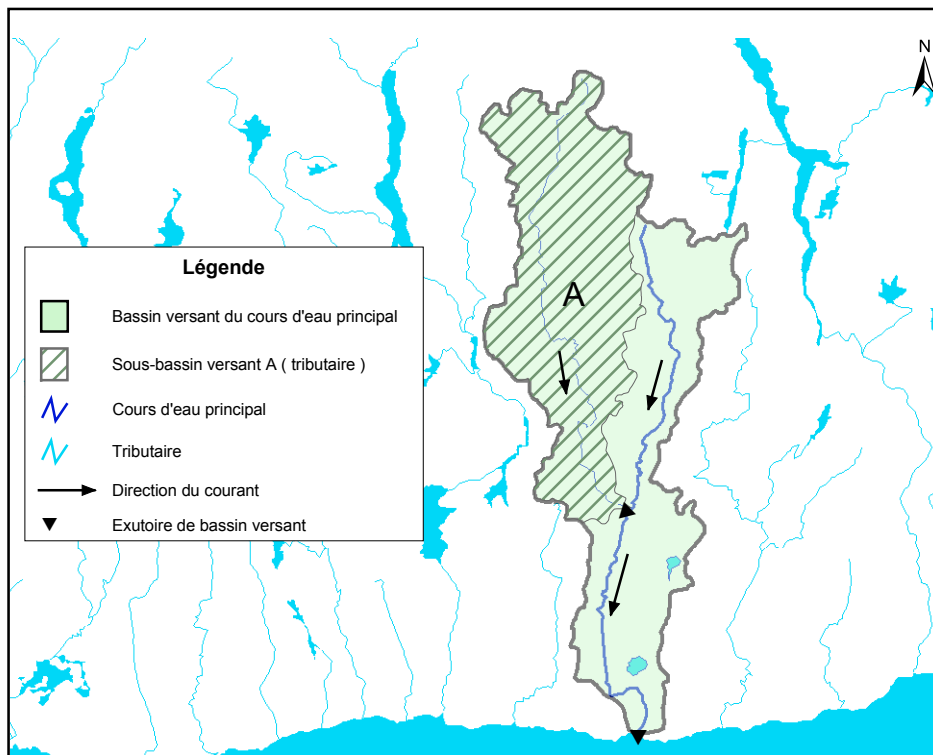 N
A
Légende
Bassin versant du cours d'eau principal
Sous-bassin versant A ( tributaire )
Cours d'eau principal
Tributaire
Direction du courant
Exutoire de bassin versant